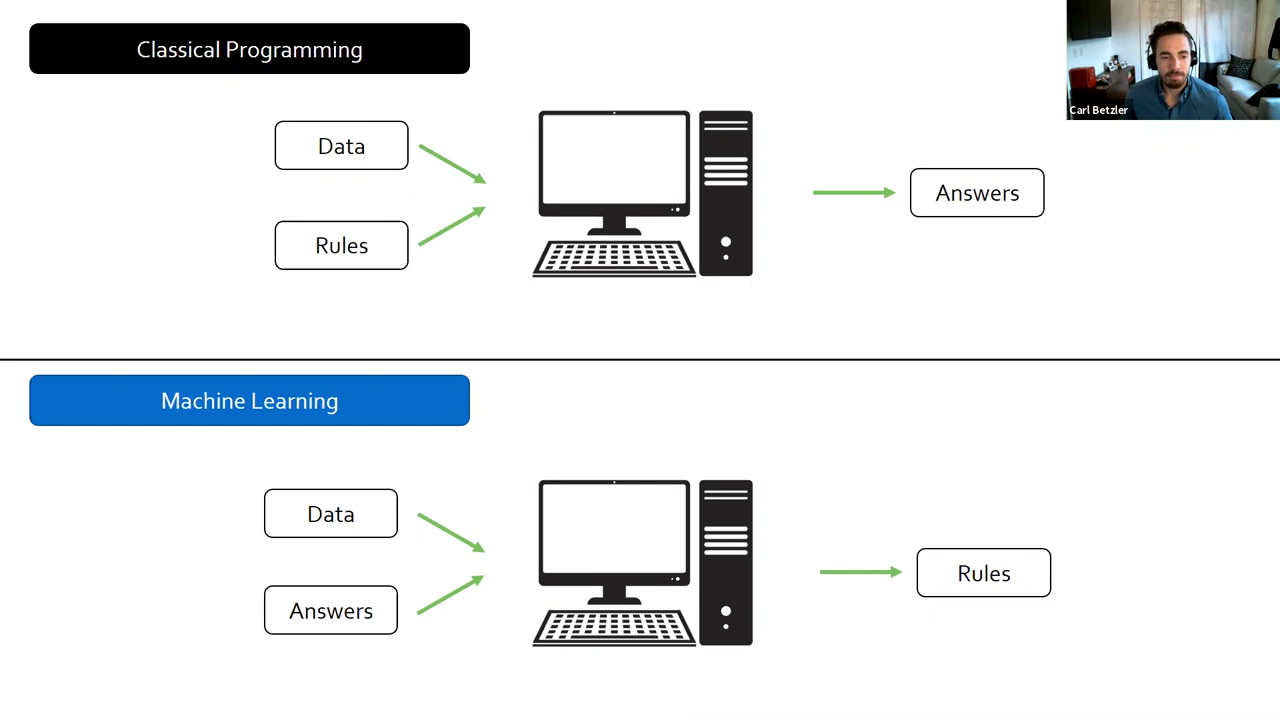 Classical Programming
Carl Betzler
Data
Rules
Answers
Machine Learning
Data
Answers
Rules